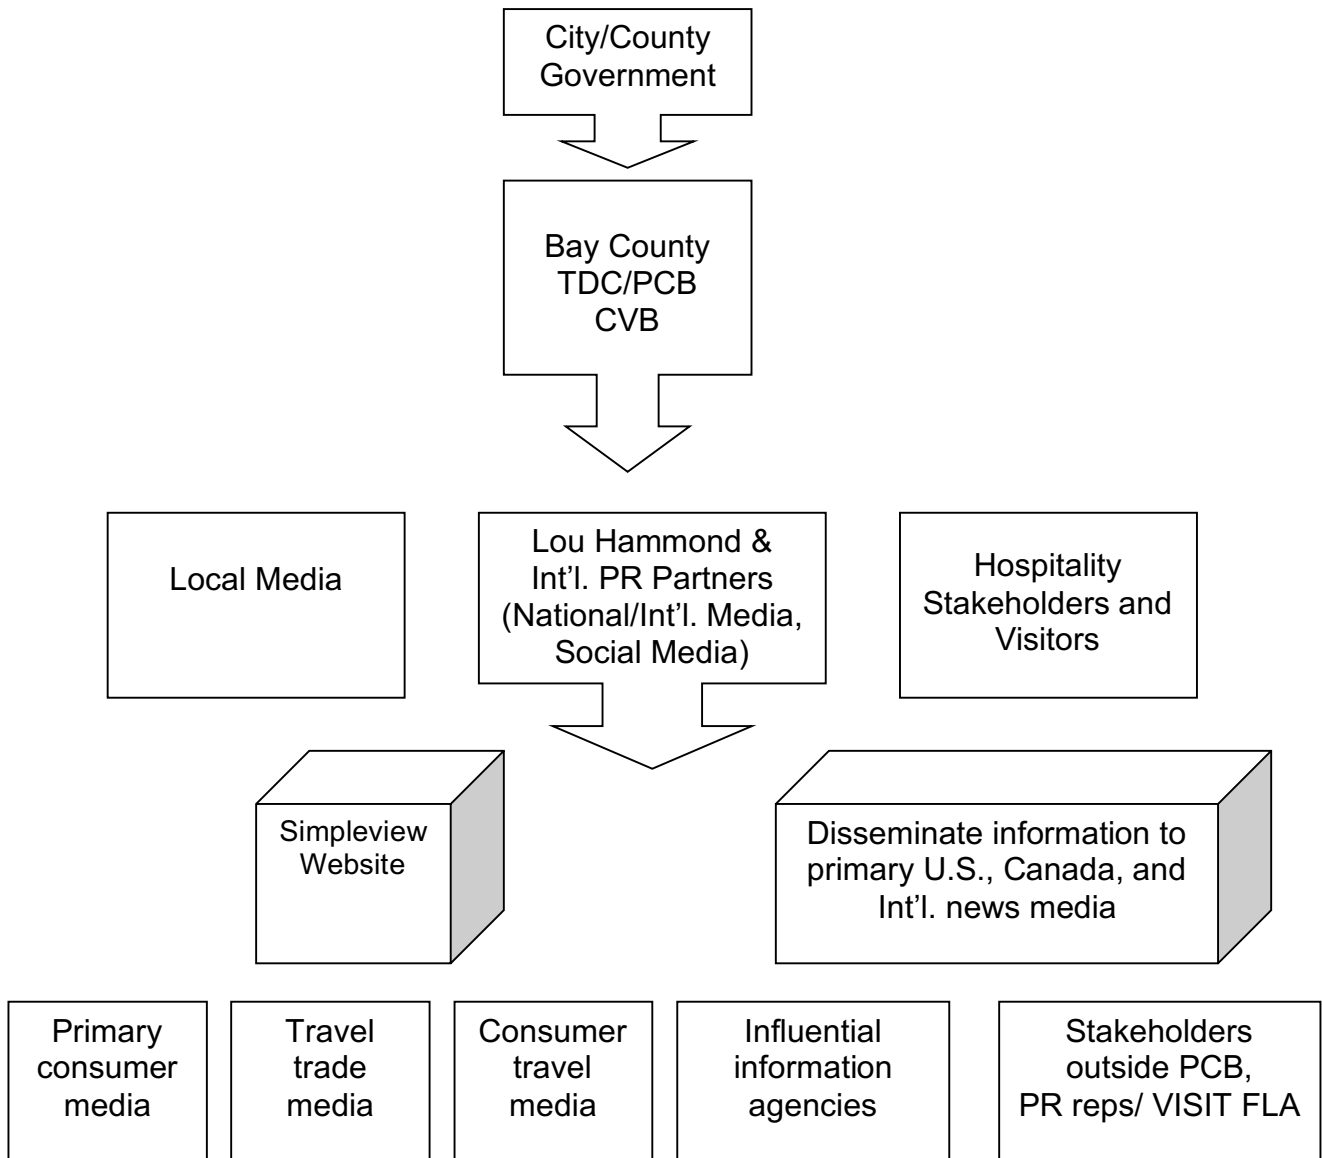 City/County
Government
Bay County
TDC/PCB
CVB
Local Media
Lou Hammond &
Int’l. PR Partners
(National/Int’l. Media,
Social Media)
Hospitality
Stakeholders and
Visitors
Simpleview
Website
Disseminate information to
primary U.S., Canada, and
Int’l. news media
Primary
consumer
media
Travel
trade
media
Consumer
travel
media
Influential
information
agencies
Stakeholders
outside PCB,
PR reps/ VISIT FLA